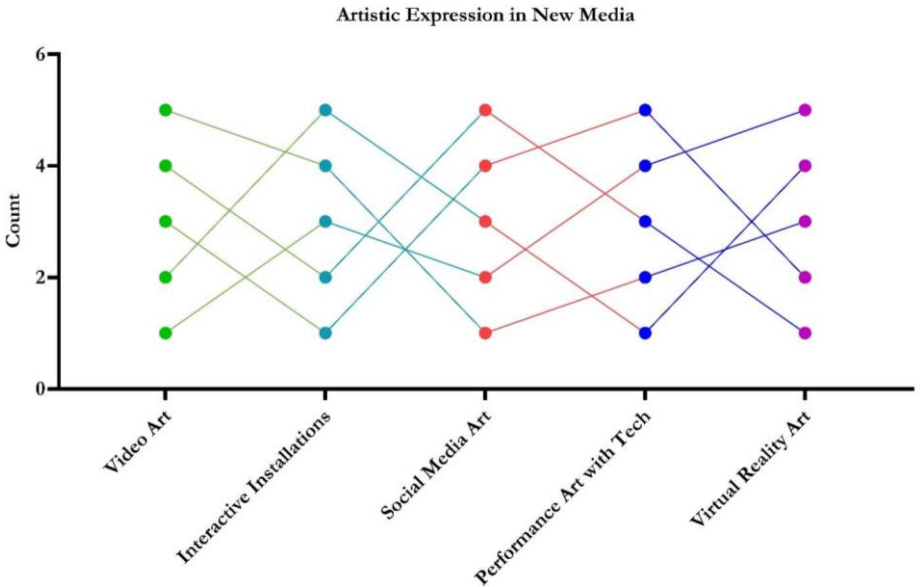 Artistic Expression in New Media
6
4
2
0
Count
Video Art
Interactive Installations
Social Media Art
Performance Art with Tech
Virtual Reality Art